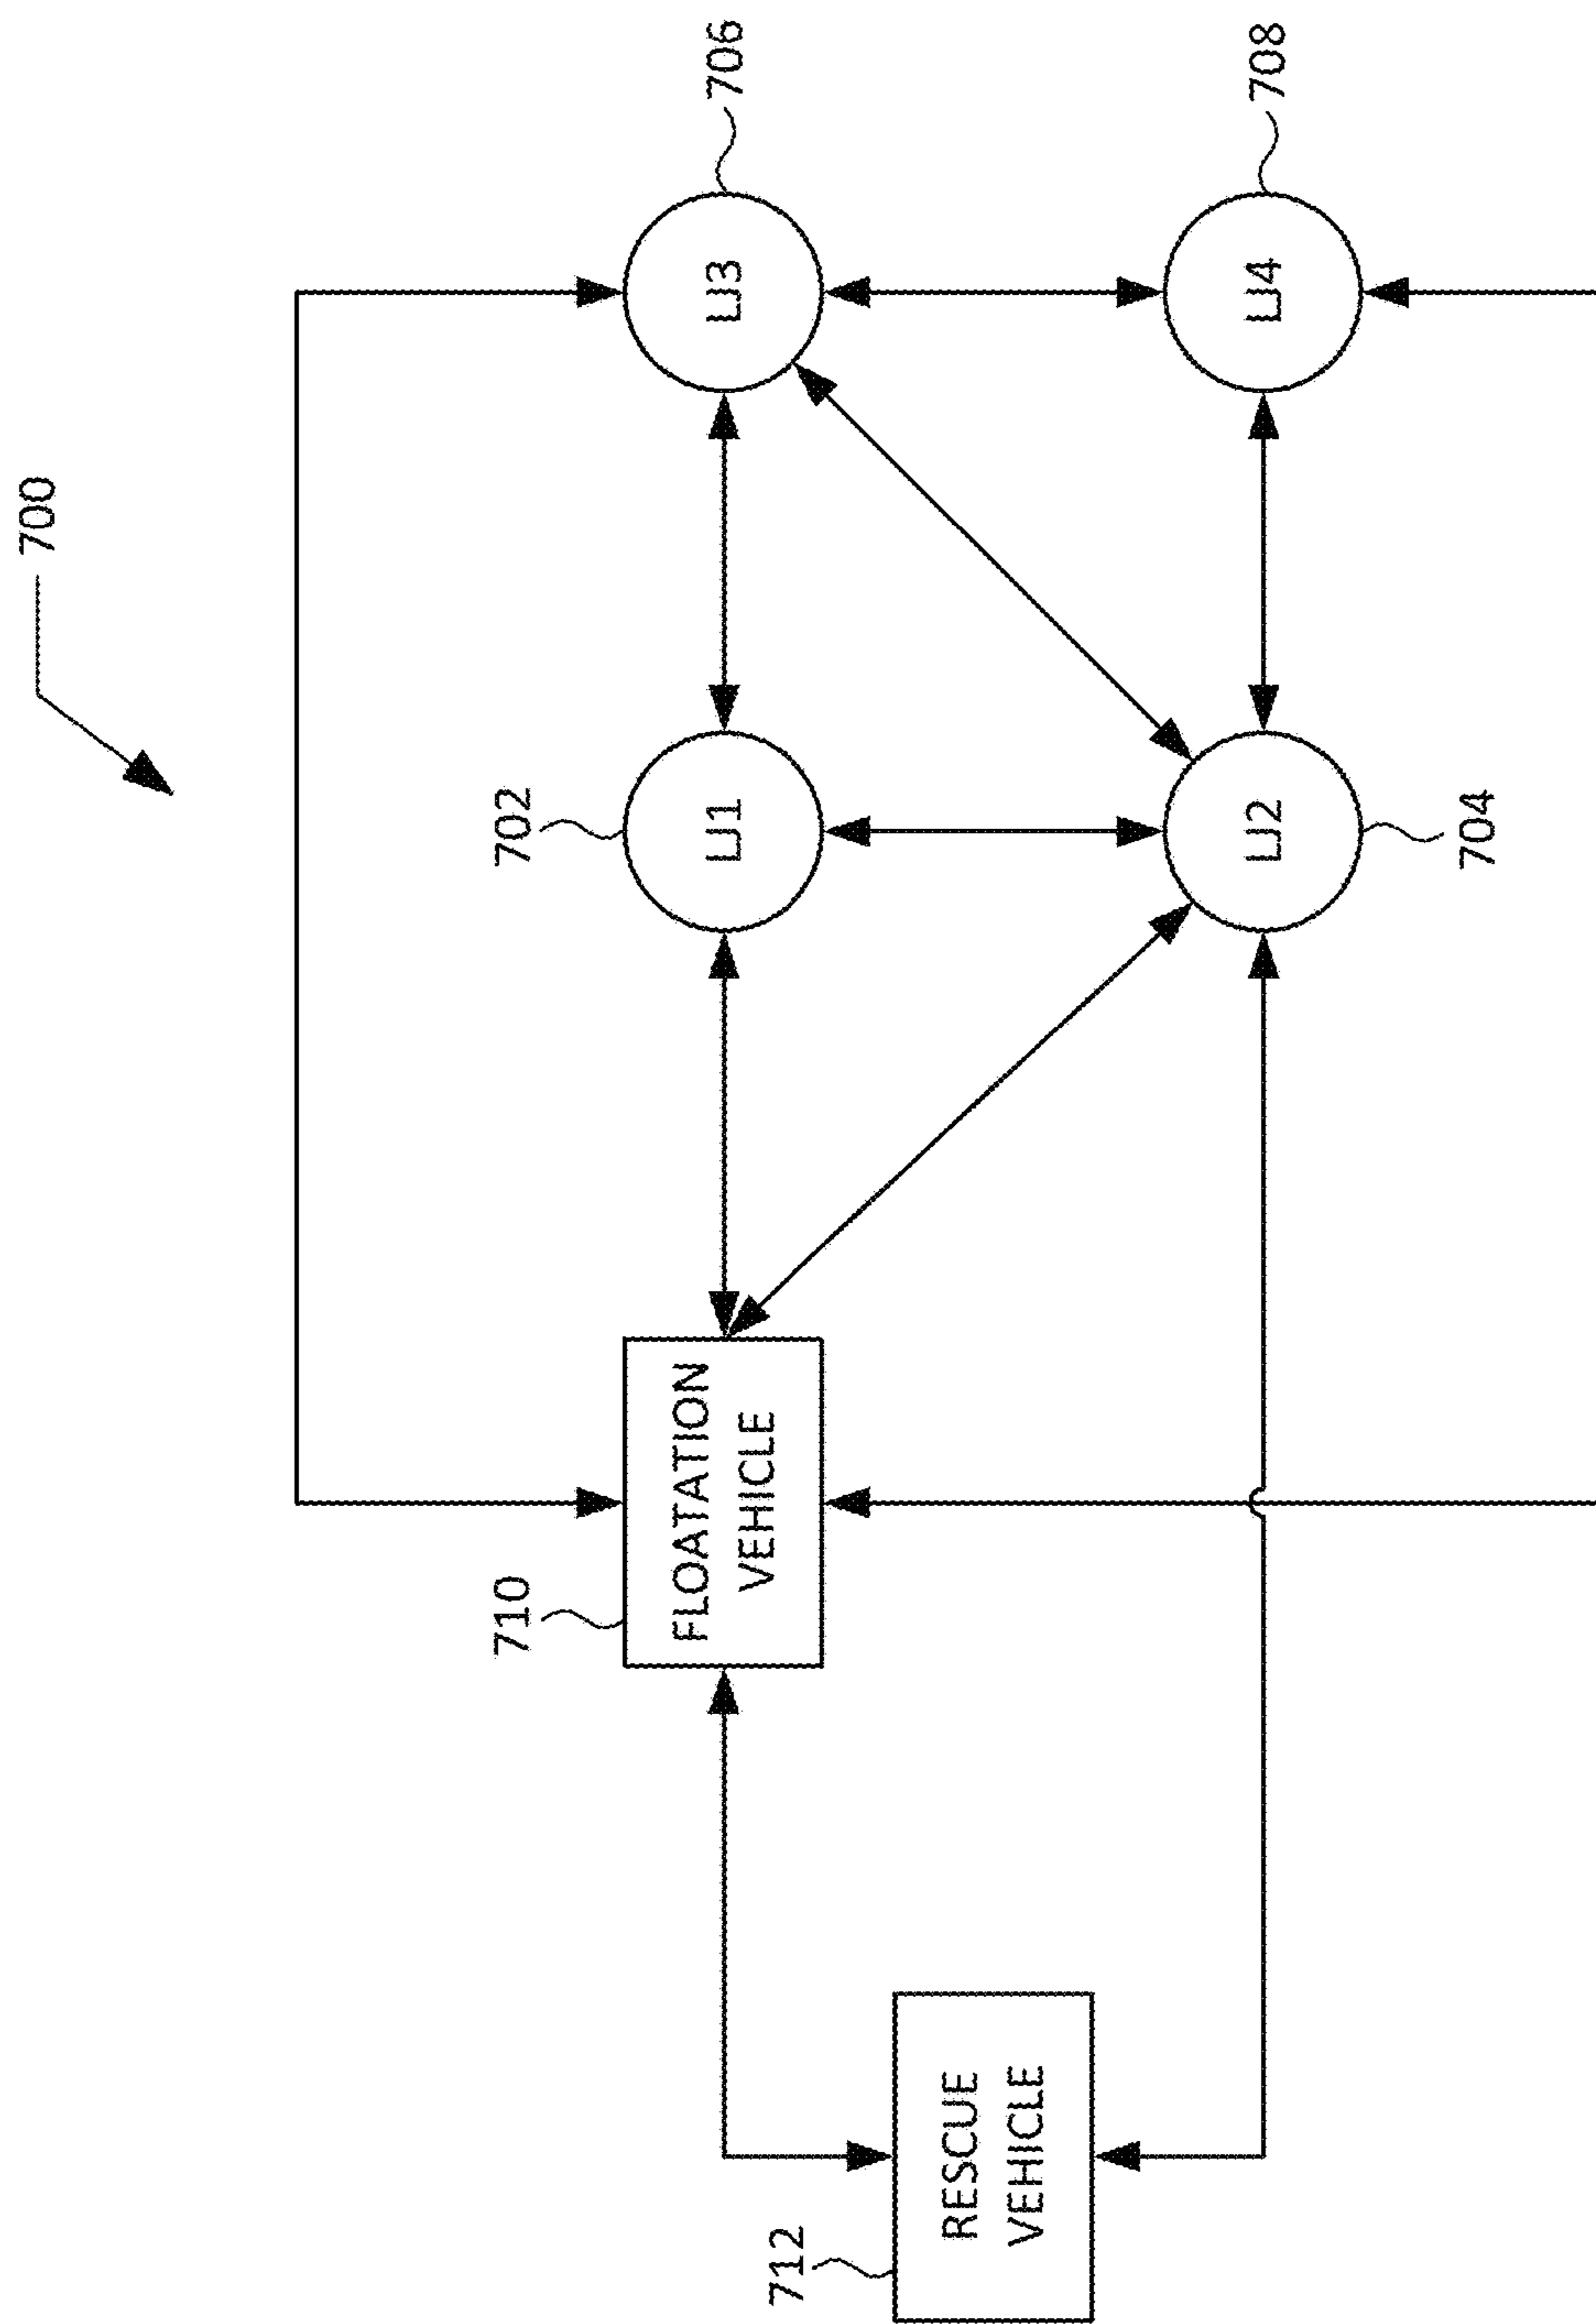 700
702
706
710
FLOATATION
VEHICLE
LJ1
LJ3
712
RESCUE
VEHICLE
LJ2
LJ4
704
708